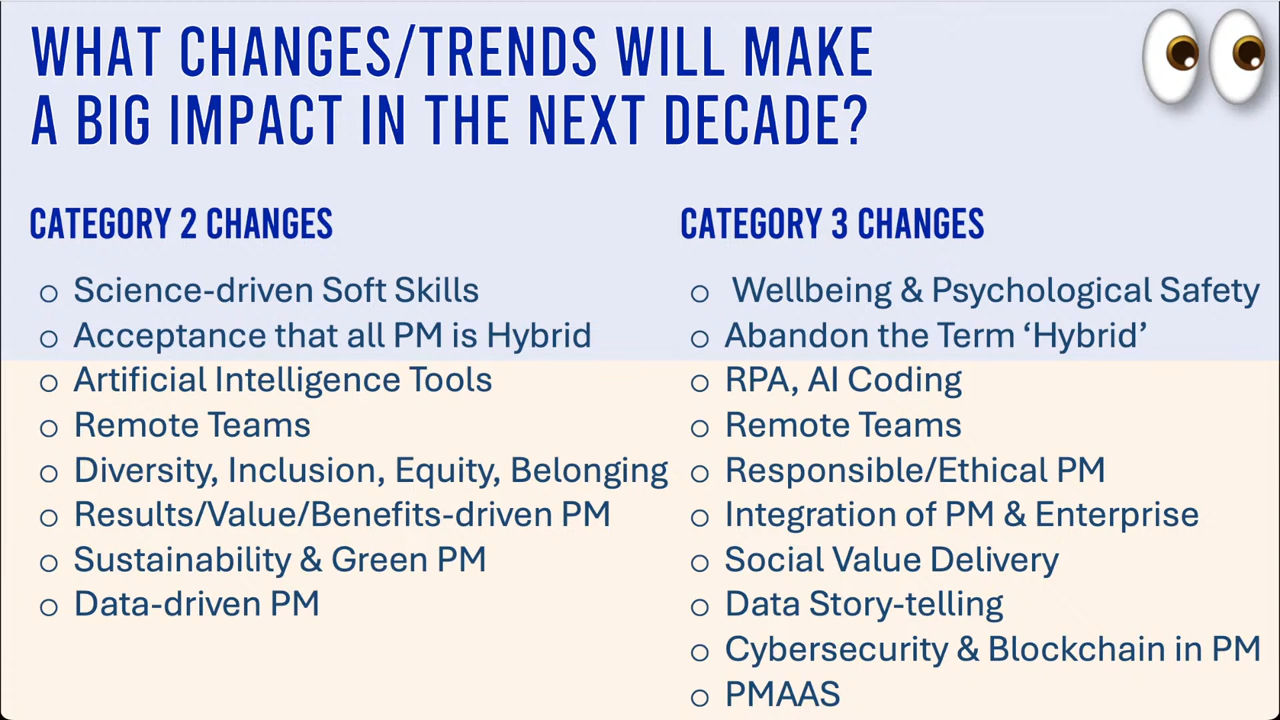 WHAT CHANGES/TRENDS WILL MAKE
A BIG IMPACT IN THE NEXT DECADE?
CATEGORY 2 CHANGES
○ Science-driven Soft Skills
○ Acceptance that all PM is Hybrid
○ Artificial Intelligence Tools
○ Remote Teams
○ Diversity, Inclusion, Equity, Belonging
○ Results/Value/Benefits-driven PM
○ Sustainability & Green PM
○ Data-driven PM
CATEGORY 3 CHANGES
○ Wellbeing & Psychological Safety
○ Abandon the Term ‘Hybrid’
○ RPA, AI Coding
○ Remote Teams
○ Responsible/Ethical PM
○ Integration of PM & Enterprise
○ Social Value Delivery
○ Data Story-telling
○ Cybersecurity & Blockchain in PM
○ PMAAS